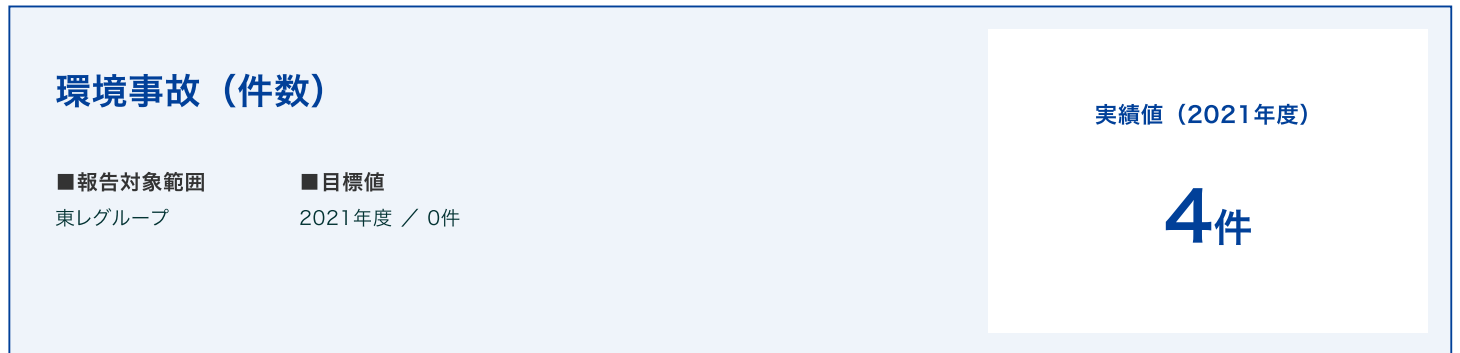 環境事故（件数）
■報告対象範囲
東レグループ
■目標値
2021年度 ／ 0件
実績値（2021年度）
4件